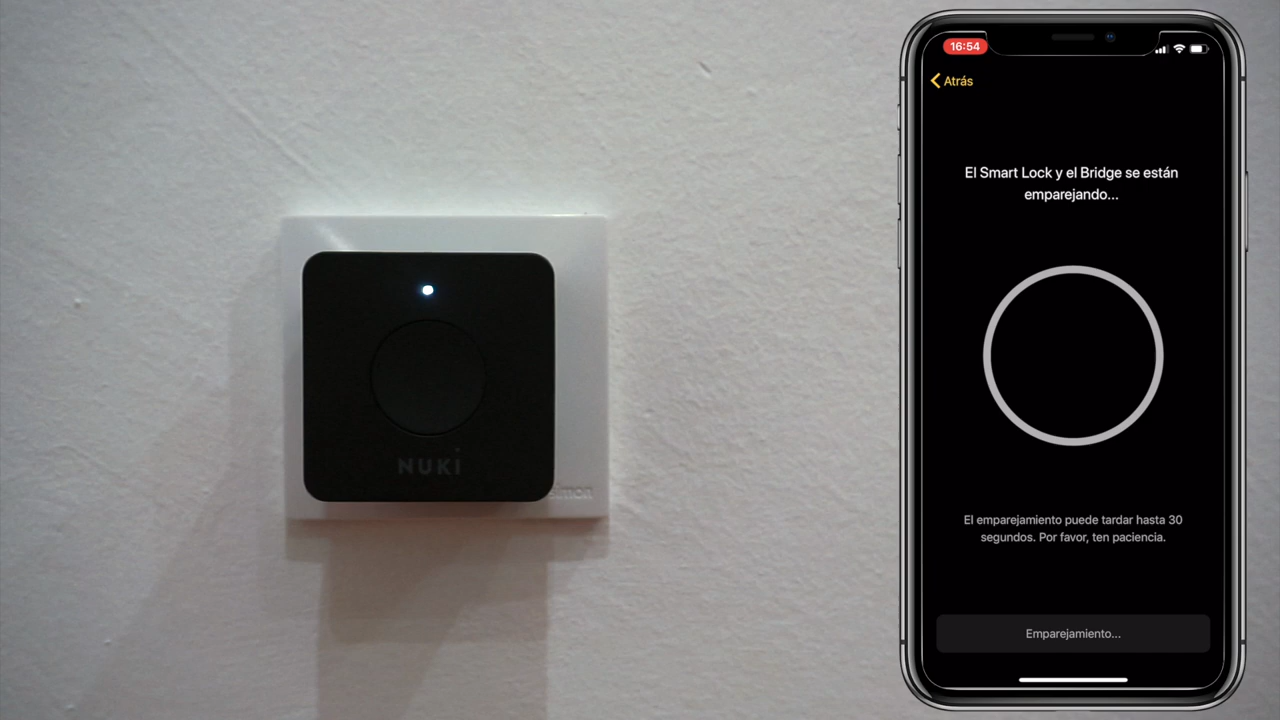 NUKi
simon
16:54
Atrás
El Smart Lock y el Bridge se están
emparejando...
El emparejamiento puede tardar hasta 30
segundos. Por favor, ten paciencia.
Emparejamiento...